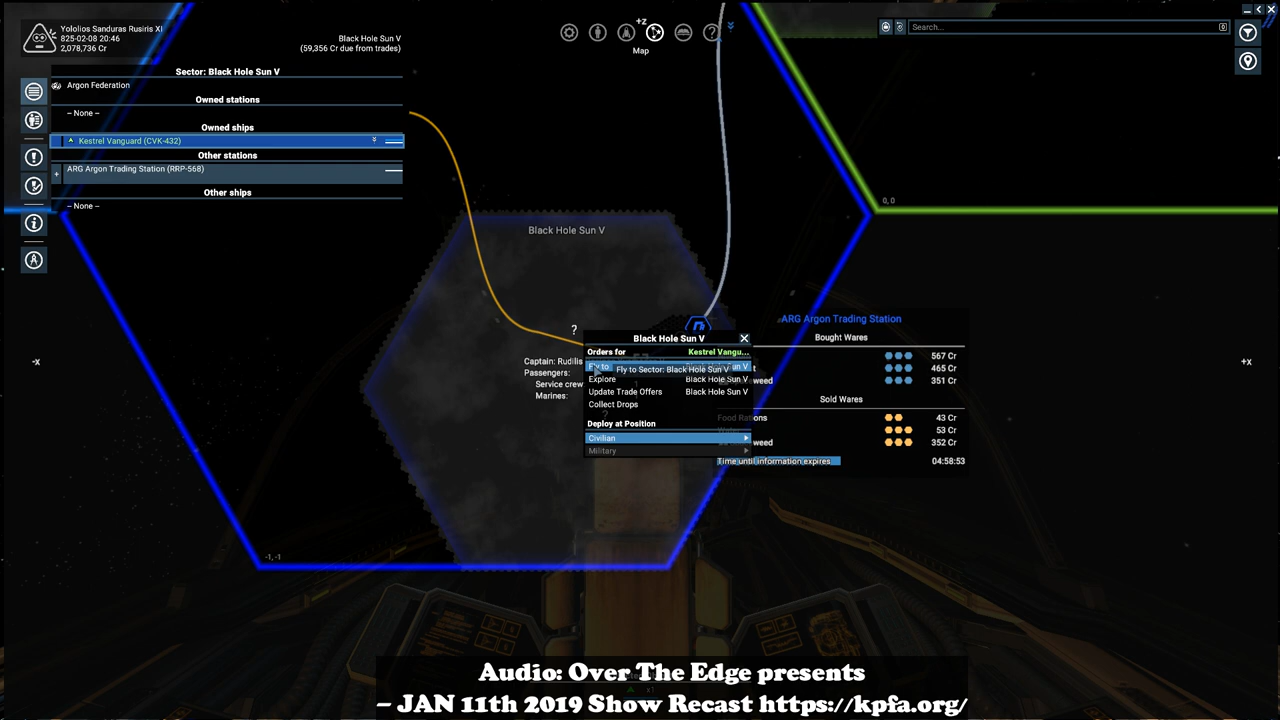 Yololios Sanduras Rusiris XI
825-02-08 20:46
2,078,736 Cr
Black Hole Sun V
(59,356 Cr due from trades)
+z
Map
Search...
Sector: Black Hole Sun V
Argon Federation
Owned stations
– None –
Owned ships
Kestrel Vanguard (CVK-432)
Other stations
ARG Argon Trading Station (RRP-568)
Other ships
– None –
0, 0
Black Hole Sun V
-x
+x
?
Captain: Rudilis
Passengers:
Service crew
Marines:
Black Hole Sun V
Orders for Kestrel Vangu...
Fly to Sector: Black Hole Sun V
Explore Black Hole Sun V
Update Trade Offers Black Hole Sun V
Collect Drops
Deploy at Position
Civilian
Military
ARG Argon Trading Station
Bought Wares
567 Cr
465 Cr
351 Cr
Sold Wares
Food Rations 43 Cr
53 Cr
352 Cr
Time until information expires 04:58:53
-1,-1
x1
Audio: Over The Edge presents
– JAN 11th 2019 Show Recast https://kpfa.org/